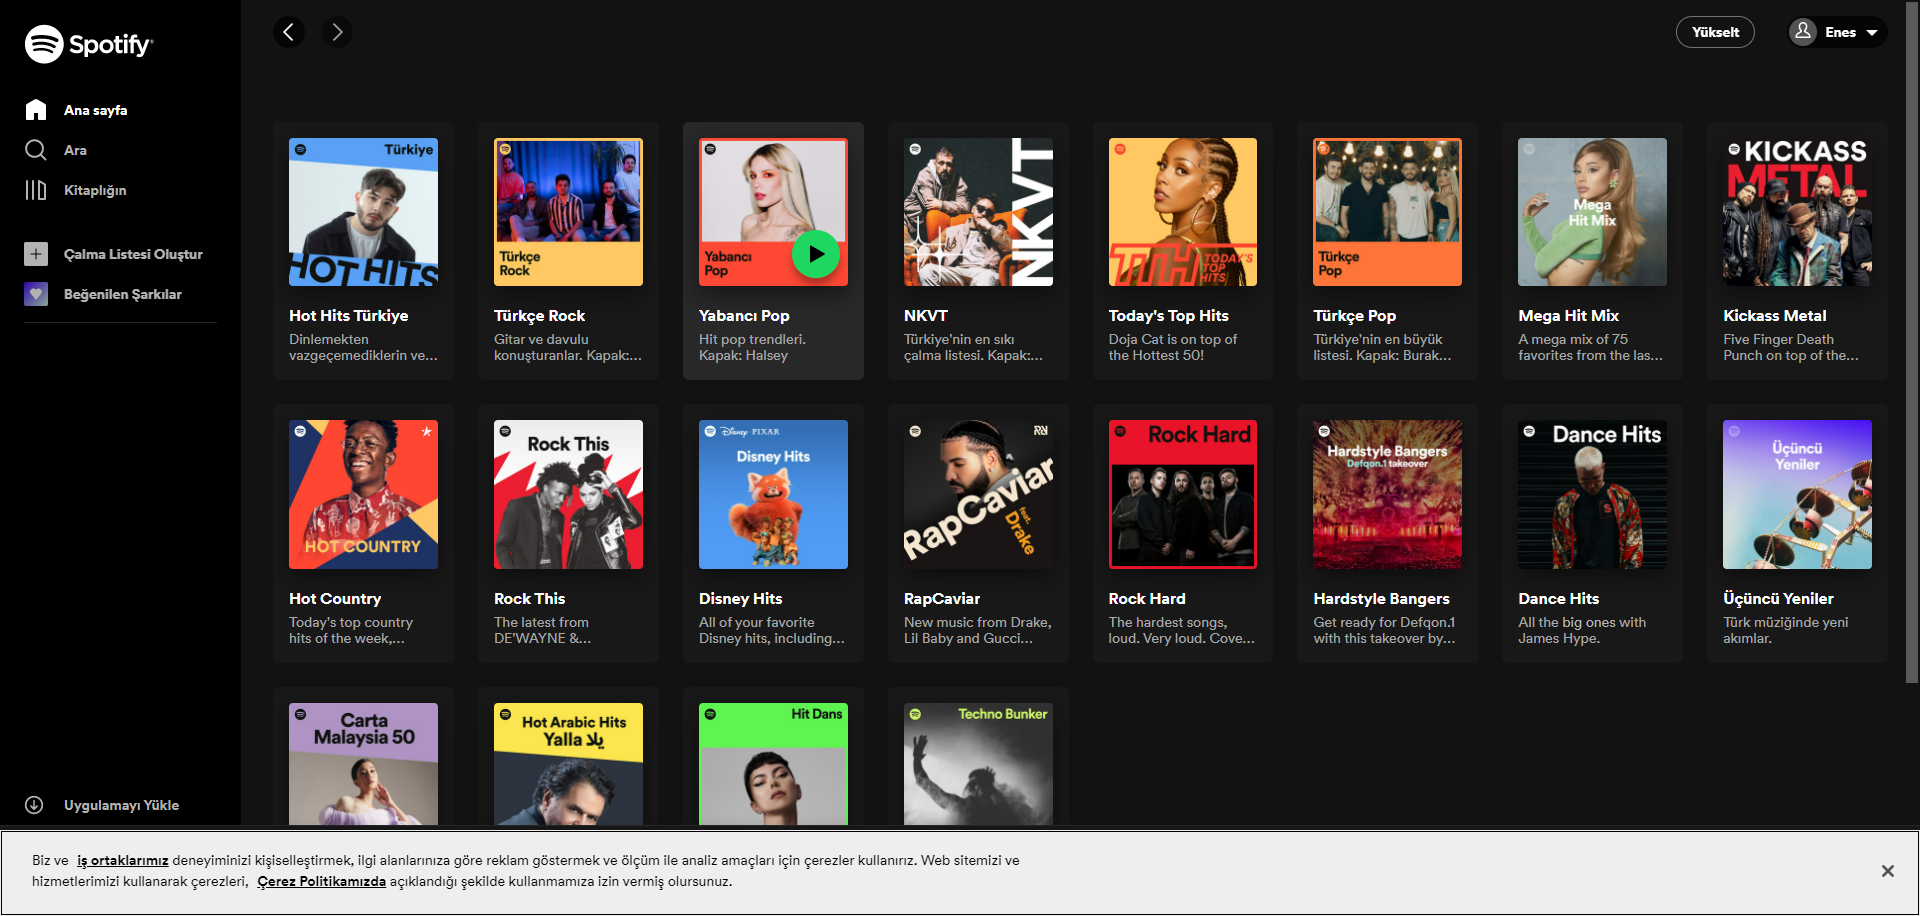 Spotify
Yükselt
Enes
Ana sayfa
Ara
Kitaplığın
Çalma Listesi Oluştur
Beğenilen Şarkılar
Uygulamayı Yükle
Türkiye
HOT HITS
Hot Hits Türkiye
Dinlemekten
vazgeçemediklerin ve...
Türkçe
Rock
Türkçe Rock
Gitar ve davulu
konuşturanlar. Kapak:...
Yabancı
Pop
Yabancı Pop
Hit pop trendleri.
Kapak: Halsey
NKVT
NKVT
Türkiye'nin en sıkı
çalma listesi. Kapak:...
TTH TODAY'S
TOP
HITS
Today's Top Hits
Doja Cat is on top of
the Hottest 50!
Türkçe
Pop
Türkçe Pop
Türkiye'nin en büyük
listesi. Kapak: Burak...
Mega
Hit Mix
Mega Hit Mix
A mega mix of 75
favorites from the las...
KICKASS
METAL
Kickass Metal
Five Finger Death
Punch on top of the...
HOT COUNTRY
Hot Country
Today's top country
hits of the week,...
Rock This
Rock This
The latest from
DE'WAYNE &...
Disney PIXAR
Disney Hits
Disney Hits
All of your favorite
Disney hits, including...
RapCaviar
feat.
Drake
RapCaviar
New music from Drake,
Lil Baby and Gucci...
Rock Hard
Rock Hard
The hardest songs,
loud. Very loud. Cove...
Hardstyle Bangers
Defqon.1 takeover
Hardstyle Bangers
Get ready for Defqon.1
with this takeover by...
Dance Hits
Dance Hits
All the big ones with
James Hype.
Üçüncü
Yeniler
Üçüncü Yeniler
Türk müziğinde yeni
akımlar.
Carta
Malaysia 50
Hot Arabic Hits
Yalla يلا
Hit Dans
Techno Bunker
Biz ve iş ortaklarımız deneyiminizi kişiselleştirmek, ilgi alanlarınıza göre reklam göstermek ve ölçüm ile analiz amaçları için çerezler kullanırız. Web sitemizi ve
hizmetlerimizi kullanarak çerezleri, Çerez Politikamızda açıklandığı şekilde kullanmamıza izin vermiş olursunuz.